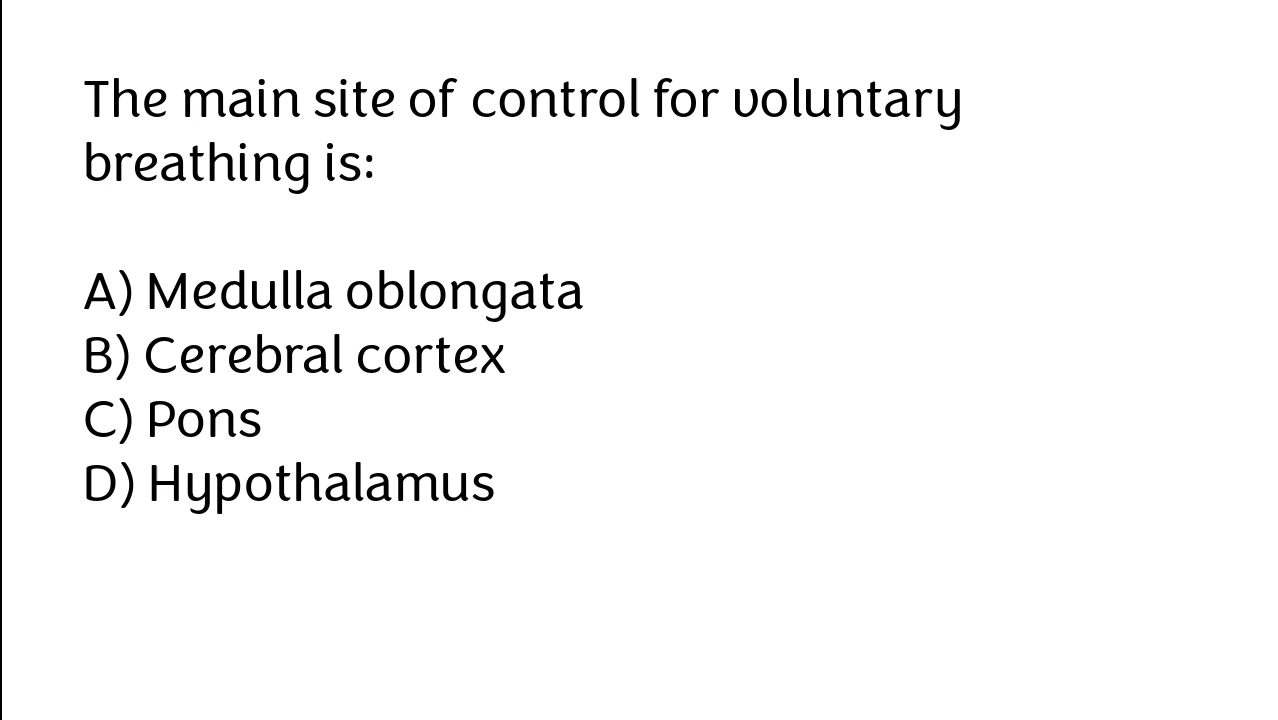 The main site of control for voluntary
breathing is:
A) Medulla oblongata
B) Cerebral cortex
C) Pons
D) Hypothalamus